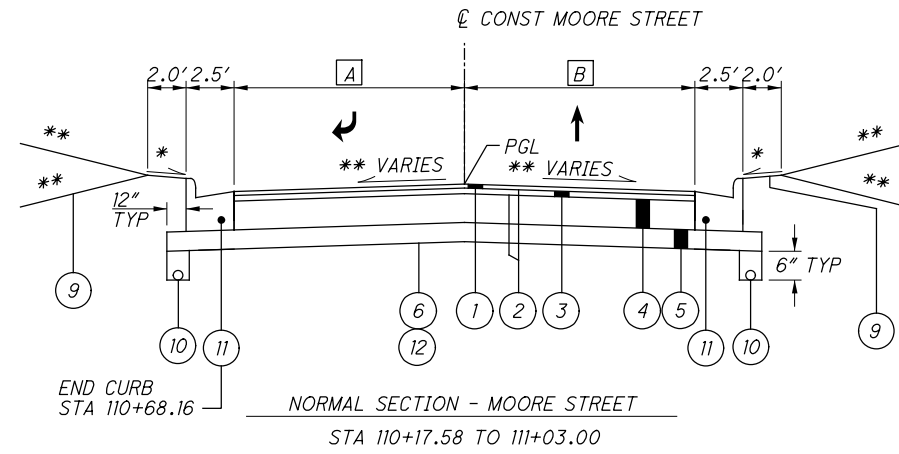 ℄ CONST MOORE STREET
2.0' 2.5' A B 2.5' 2.0'
** ** * ** VARIES PGL ** VARIES * ** **
12"
TYP
6" TYP
9 10 11 6 12 1 2 3 4 5 11 10 9
END CURB
STA 110+68.16
NORMAL SECTION - MOORE STREET
STA 110+17.58 TO 111+03.00